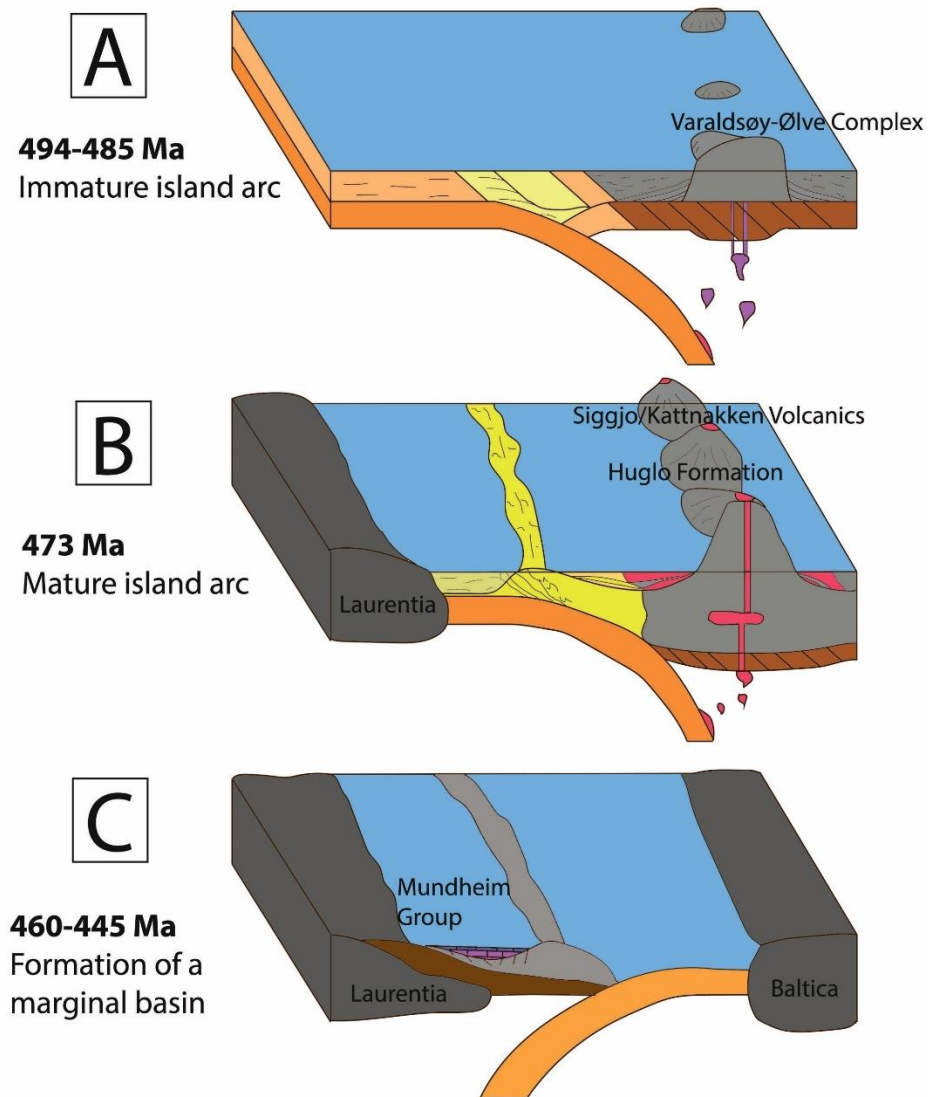 A
494-485 Ma
Immature island arc
Varaldsøy-Ølve Complex
B
473 Ma
Mature island arc
Siggjo/Kattnakken Volcanics
Huglo Formation
Laurentia
C
460-445 Ma
Formation of a
marginal basin
Mundheim
Group
Laurentia
Baltica